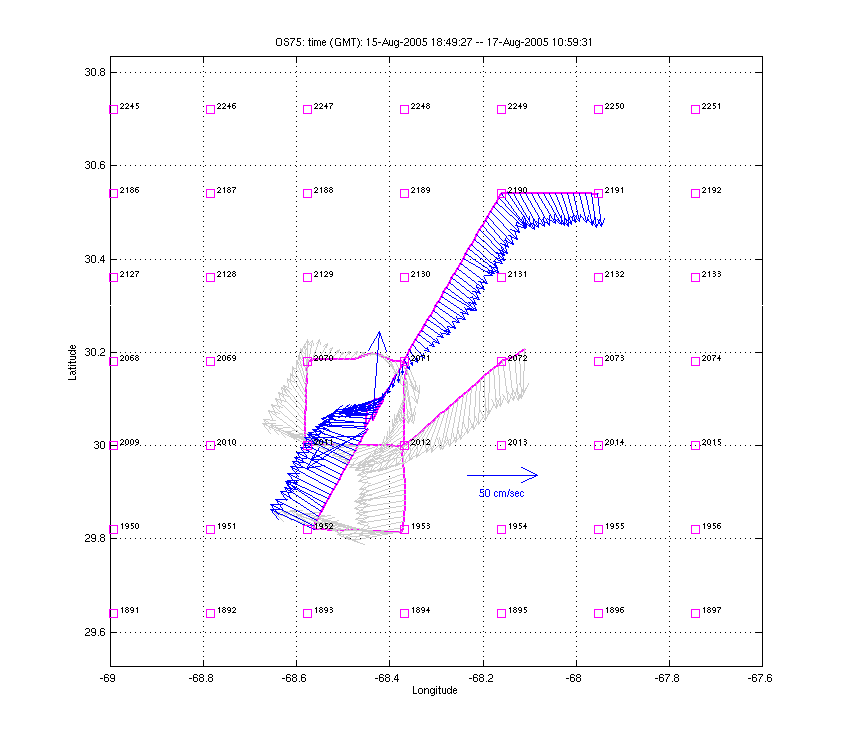 OS75: time (GMT): 15-Aug-2005 18:49:27 -- 17-Aug-2005 10:59:31
30.8
2245 2246 2247 2248 2249 2250 2251
30.6
2186 2187 2188 2189 2190 2191 2192
30.4
2127 2128 2129 2130 2131 2132 2133
30.2
2068 2069 2070 2071 2072 2073 2074
Latitude
30
2009 2010 2011 2012 2013 2014 2015
50 cm/sec
1950 1951 1952 1953 1954 1955 1956
29.8
1891 1892 1893 1894 1895 1896 1897
29.6
-69 -68.8 -68.6 -68.4 -68.2 -68 -67.8 -67.6
Longitude